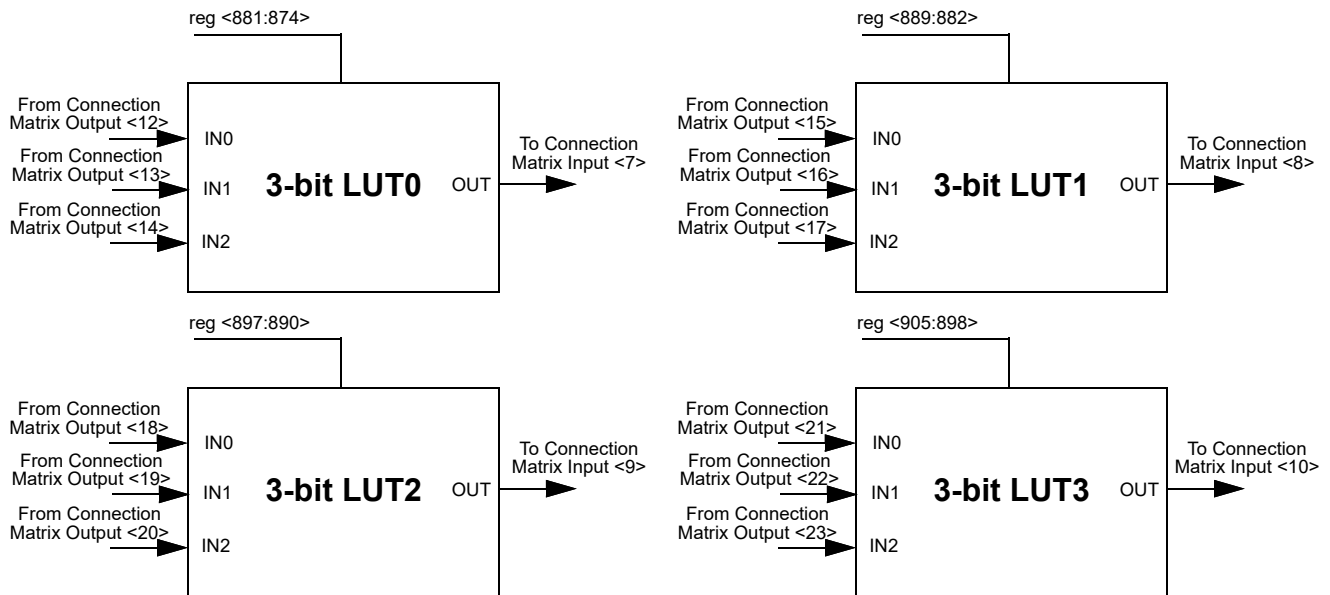 reg <881:874>
From Connection
Matrix Output <12>
IN0
From Connection
Matrix Output <13>
IN1
From Connection
Matrix Output <14>
IN2
3-bit LUT0
OUT
To Connection
Matrix Input <7>
reg <889:882>
From Connection
Matrix Output <15>
IN0
From Connection
Matrix Output <16>
IN1
From Connection
Matrix Output <17>
IN2
3-bit LUT1
OUT
To Connection
Matrix Input <8>
reg <897:890>
From Connection
Matrix Output <18>
IN0
From Connection
Matrix Output <19>
IN1
From Connection
Matrix Output <20>
IN2
3-bit LUT2
OUT
To Connection
Matrix Input <9>
reg <905:898>
From Connection
Matrix Output <21>
IN0
From Connection
Matrix Output <22>
IN1
From Connection
Matrix Output <23>
IN2
3-bit LUT3
OUT
To Connection
Matrix Input <10>